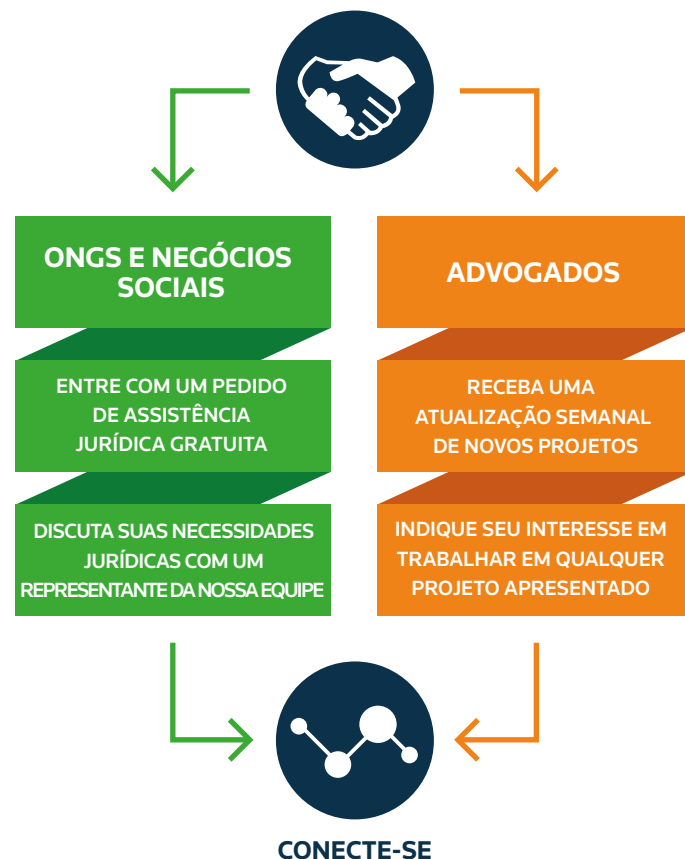 ONGS E NEGÓCIOS
SOCIAIS
ENTRE COM UM PEDIDO
DE ASSISTÊNCIA
JURÍDICA GRATUITA
DISCUTA SUAS NECESSIDADES
JURÍDICAS COM UM
REPRESENTANTE DA NOSSA EQUIPE
ADVOGADOS
RECEBA UMA
ATUALIZAÇÃO SEMANAL
DE NOVOS PROJETOS
INDIQUE SEU INTERESSE EM
TRABALHAR EM QUALQUER
PROJETO APRESENTADO
CONECTE-SE